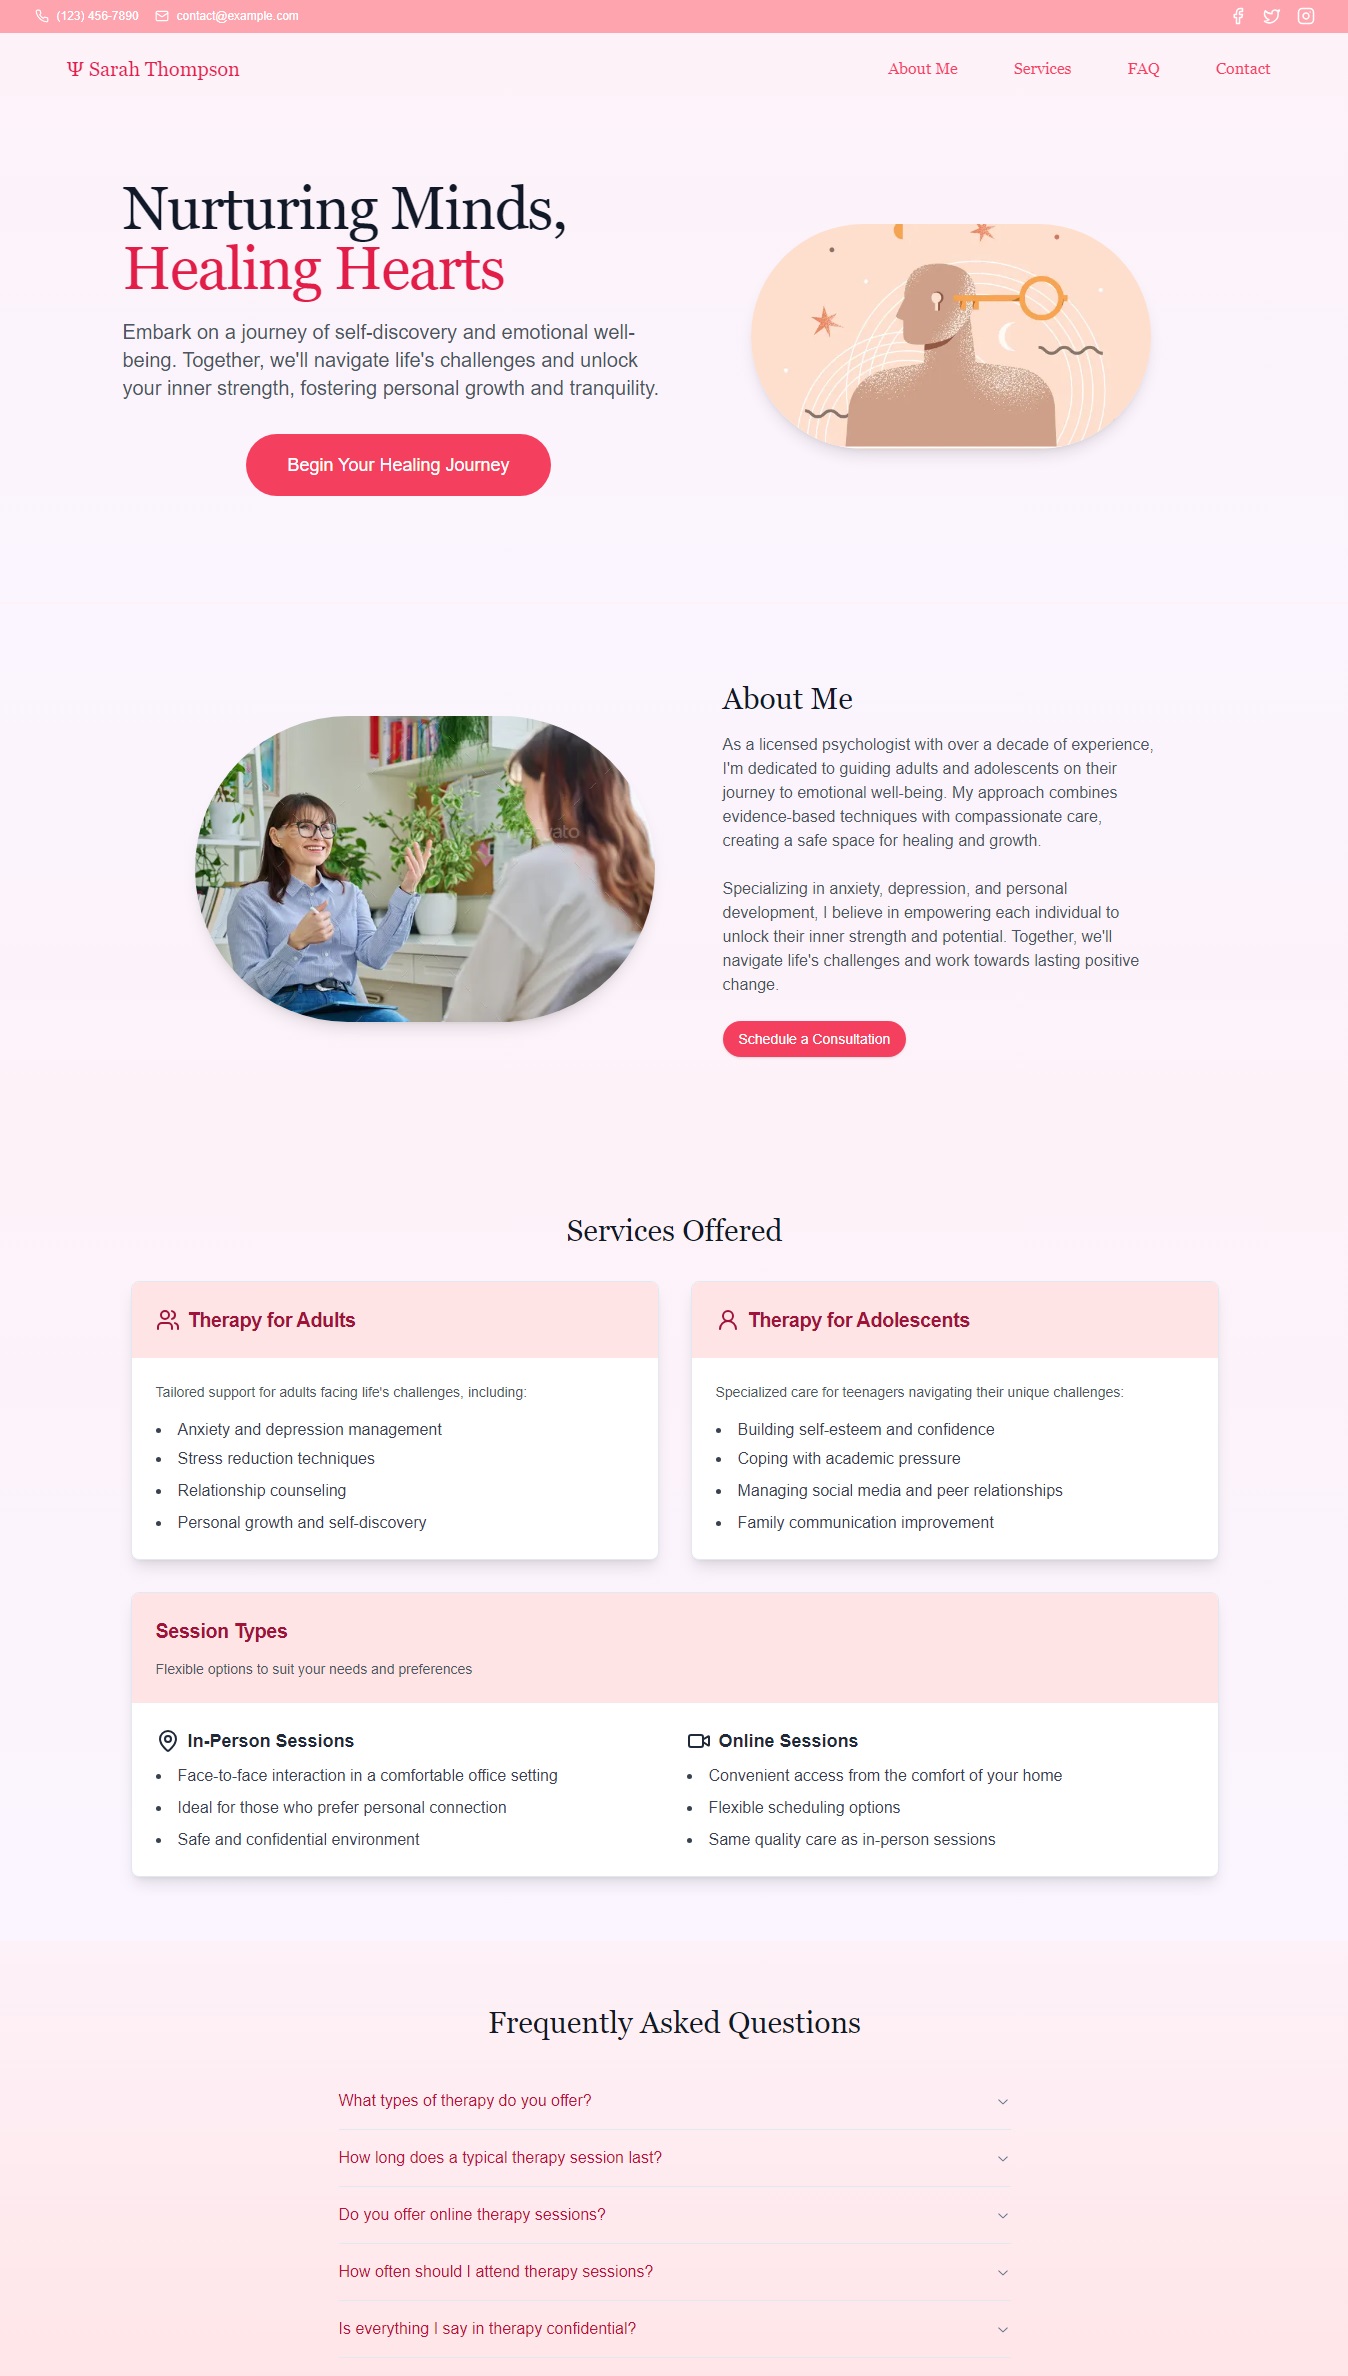 (123) 456-7890 contact@example.com
Ψ Sarah Thompson
About Me Services FAQ Contact
Nurturing Minds,
Healing Hearts
Embark on a journey of self-discovery and emotional well-
being. Together, we'll navigate life's challenges and unlock
your inner strength, fostering personal growth and tranquility.
Begin Your Healing Journey
About Me
As a licensed psychologist with over a decade of experience,
I'm dedicated to guiding adults and adolescents on their
journey to emotional well-being. My approach combines
evidence-based techniques with compassionate care,
creating a safe space for healing and growth.
Specializing in anxiety, depression, and personal
development, I believe in empowering each individual to
unlock their inner strength and potential. Together, we'll
navigate life's challenges and work towards lasting positive
change.
Schedule a Consultation
Services Offered
Therapy for Adults
Tailored support for adults facing life's challenges, including:
• Anxiety and depression management
• Stress reduction techniques
• Relationship counseling
• Personal growth and self-discovery
Therapy for Adolescents
Specialized care for teenagers navigating their unique challenges:
• Building self-esteem and confidence
• Coping with academic pressure
• Managing social media and peer relationships
• Family communication improvement
Session Types
Flexible options to suit your needs and preferences
In-Person Sessions
• Face-to-face interaction in a comfortable office setting
• Ideal for those who prefer personal connection
• Safe and confidential environment
Online Sessions
• Convenient access from the comfort of your home
• Flexible scheduling options
• Same quality care as in-person sessions
Frequently Asked Questions
What types of therapy do you offer?
How long does a typical therapy session last?
Do you offer online therapy sessions?
How often should I attend therapy sessions?
Is everything I say in therapy confidential?